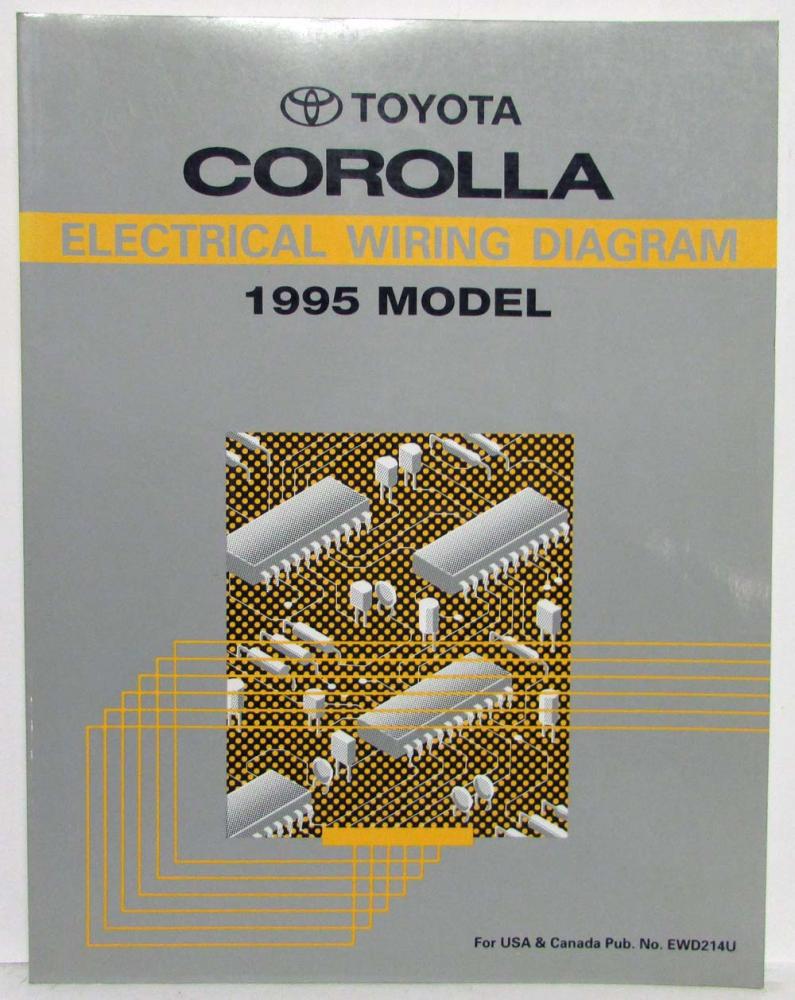 TOYOTA
COROLLA
ELECTRICAL WIRING DIAGRAM
1995 MODEL
For USA & Canada Pub. No. EWD214U